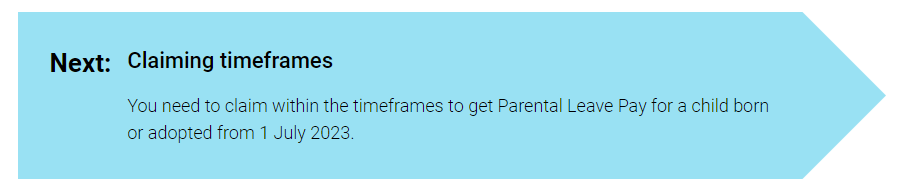 Next: Claiming timeframes
You need to claim within the timeframes to get Parental Leave Pay for a child born
or adopted from 1 July 2023.